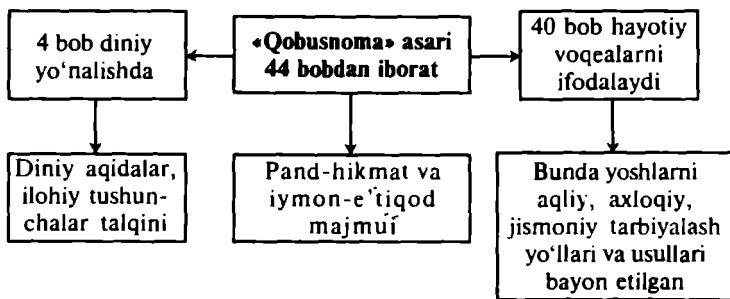 4 bob diniy
yo‘nalishda
«Qobusnoma» asari
44 bobdan iborat
40 bob hayotiy
voqealarni
ifodalaydi
Diniy aqidalar,
ilohiy tushun-
chalar talqini
Pand-hikmat va
iymon-e’tiqod
majmui
Bunda yoshlarni
aqliy, axloqiy,
jismoniy tarbiyalash
yo‘llari va usullari
bayon etilgan